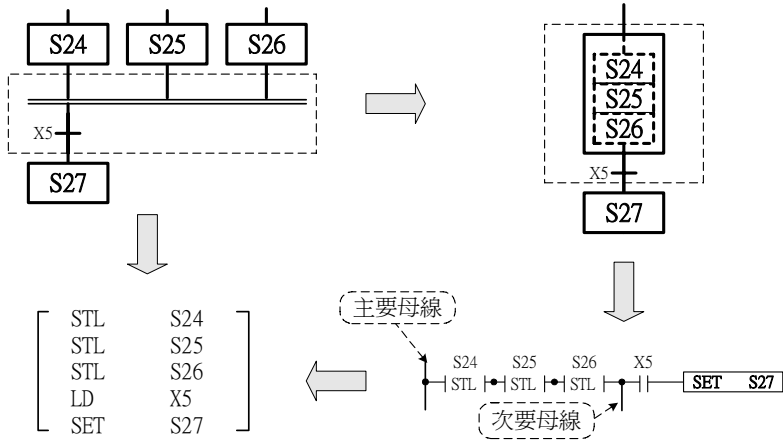 S24 S25 S26
X5
S27
S24
S25
S26
X5
S27
STL S24
STL S25
STL S26
LD X5
SET S27
主要母線
S24 S25 S26 X5
STL STL STL SET S27
次要母線